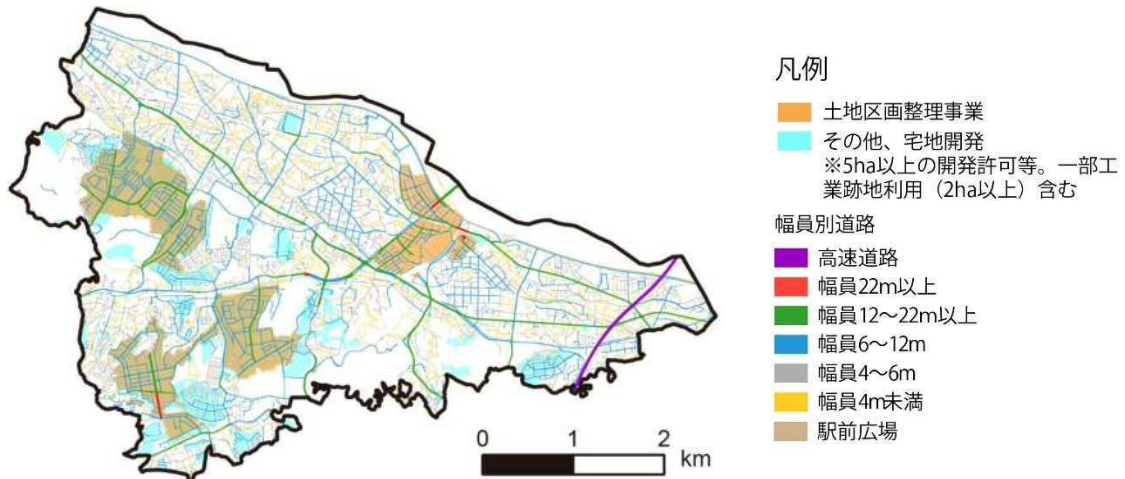 凡例
土地区画整理事業
その他、宅地開発
※5ha以上の開発許可等。一部工
業跡地利用（2ha以上）含む
幅員別道路
高速道路
幅員22m以上
幅員12～22m以上
幅員6～12m
幅員4～6m
幅員4m未満
駅前広場
0 1 2
km